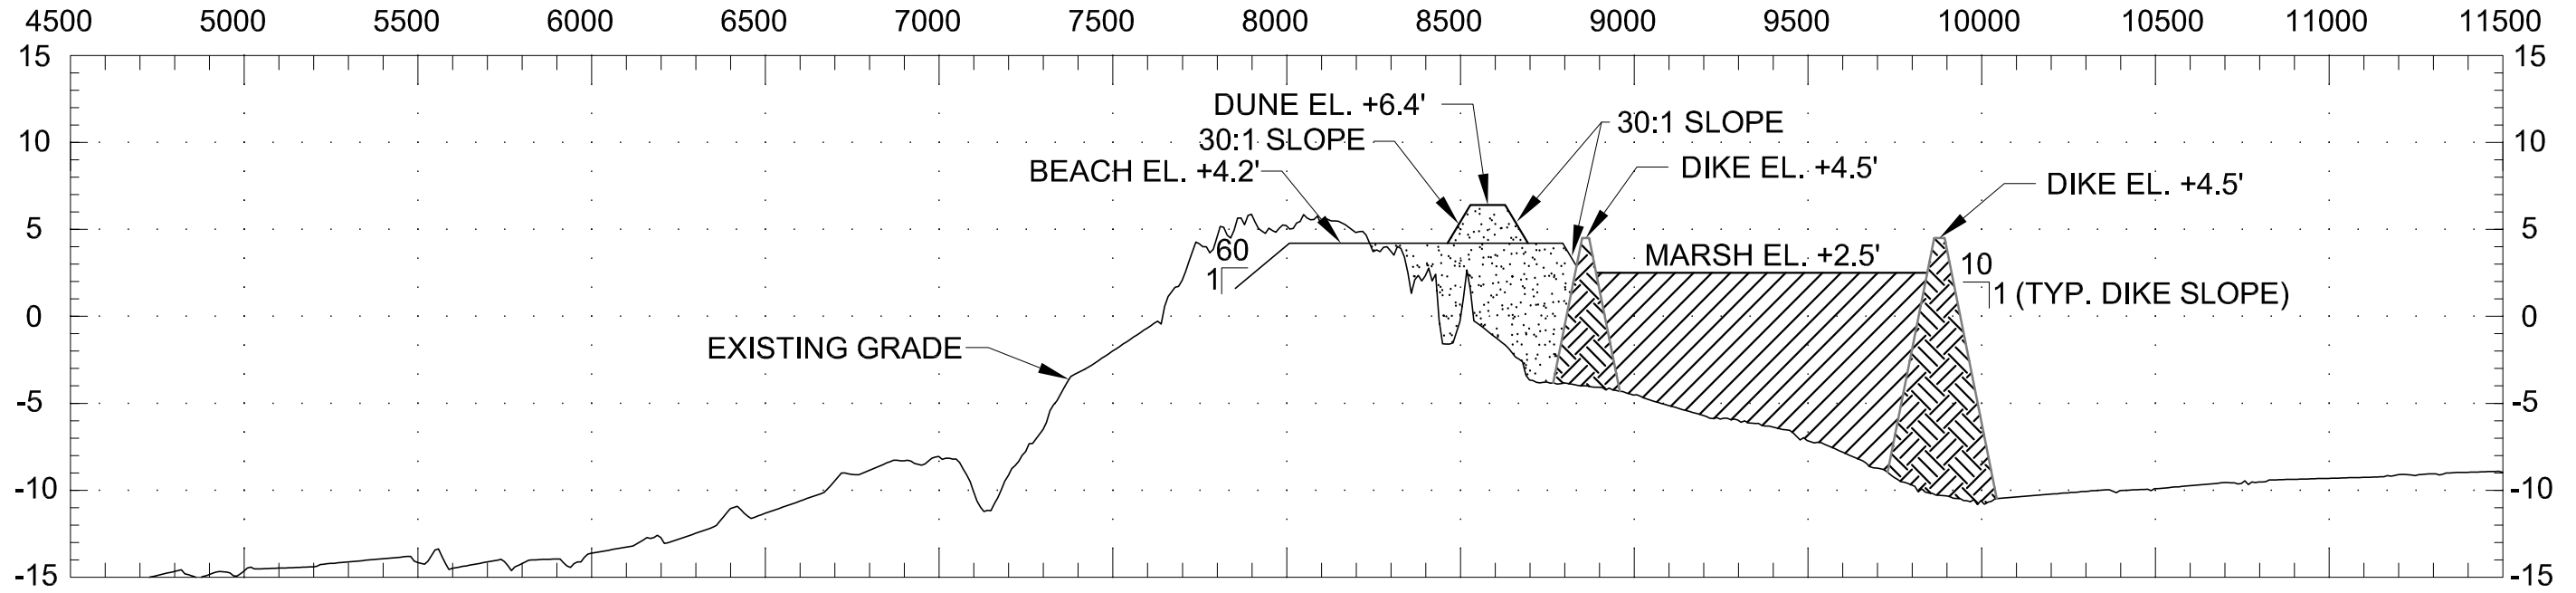 4500 5000 5500 6000 6500 7000 7500 8000 8500 9000 9500 10000 10500 11000 11500
15 15
DUNE EL. +6.4'
30:1 SLOPE
10 10
30:1 SLOPE
BEACH EL. +4.2'
DIKE EL. +4.5'
DIKE EL. +4.5'
5 5
60
1
MARSH EL. +2.5'
10
1 (TYP. DIKE SLOPE)
0 0
EXISTING GRADE
-5 -5
-10 -10
-15 -15